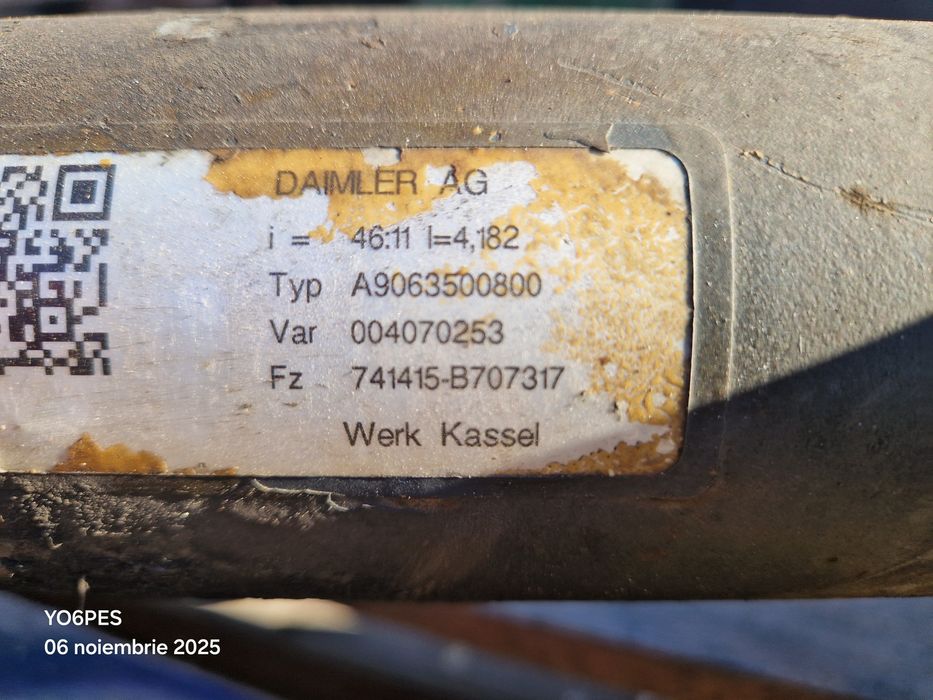 DAIMLER AG
i = 46:11 I=4,182
Typ A9063500800
Var 004070253
Fz 741415-B707317
Werk Kassel
YO6PES
06 noiembrie 2025